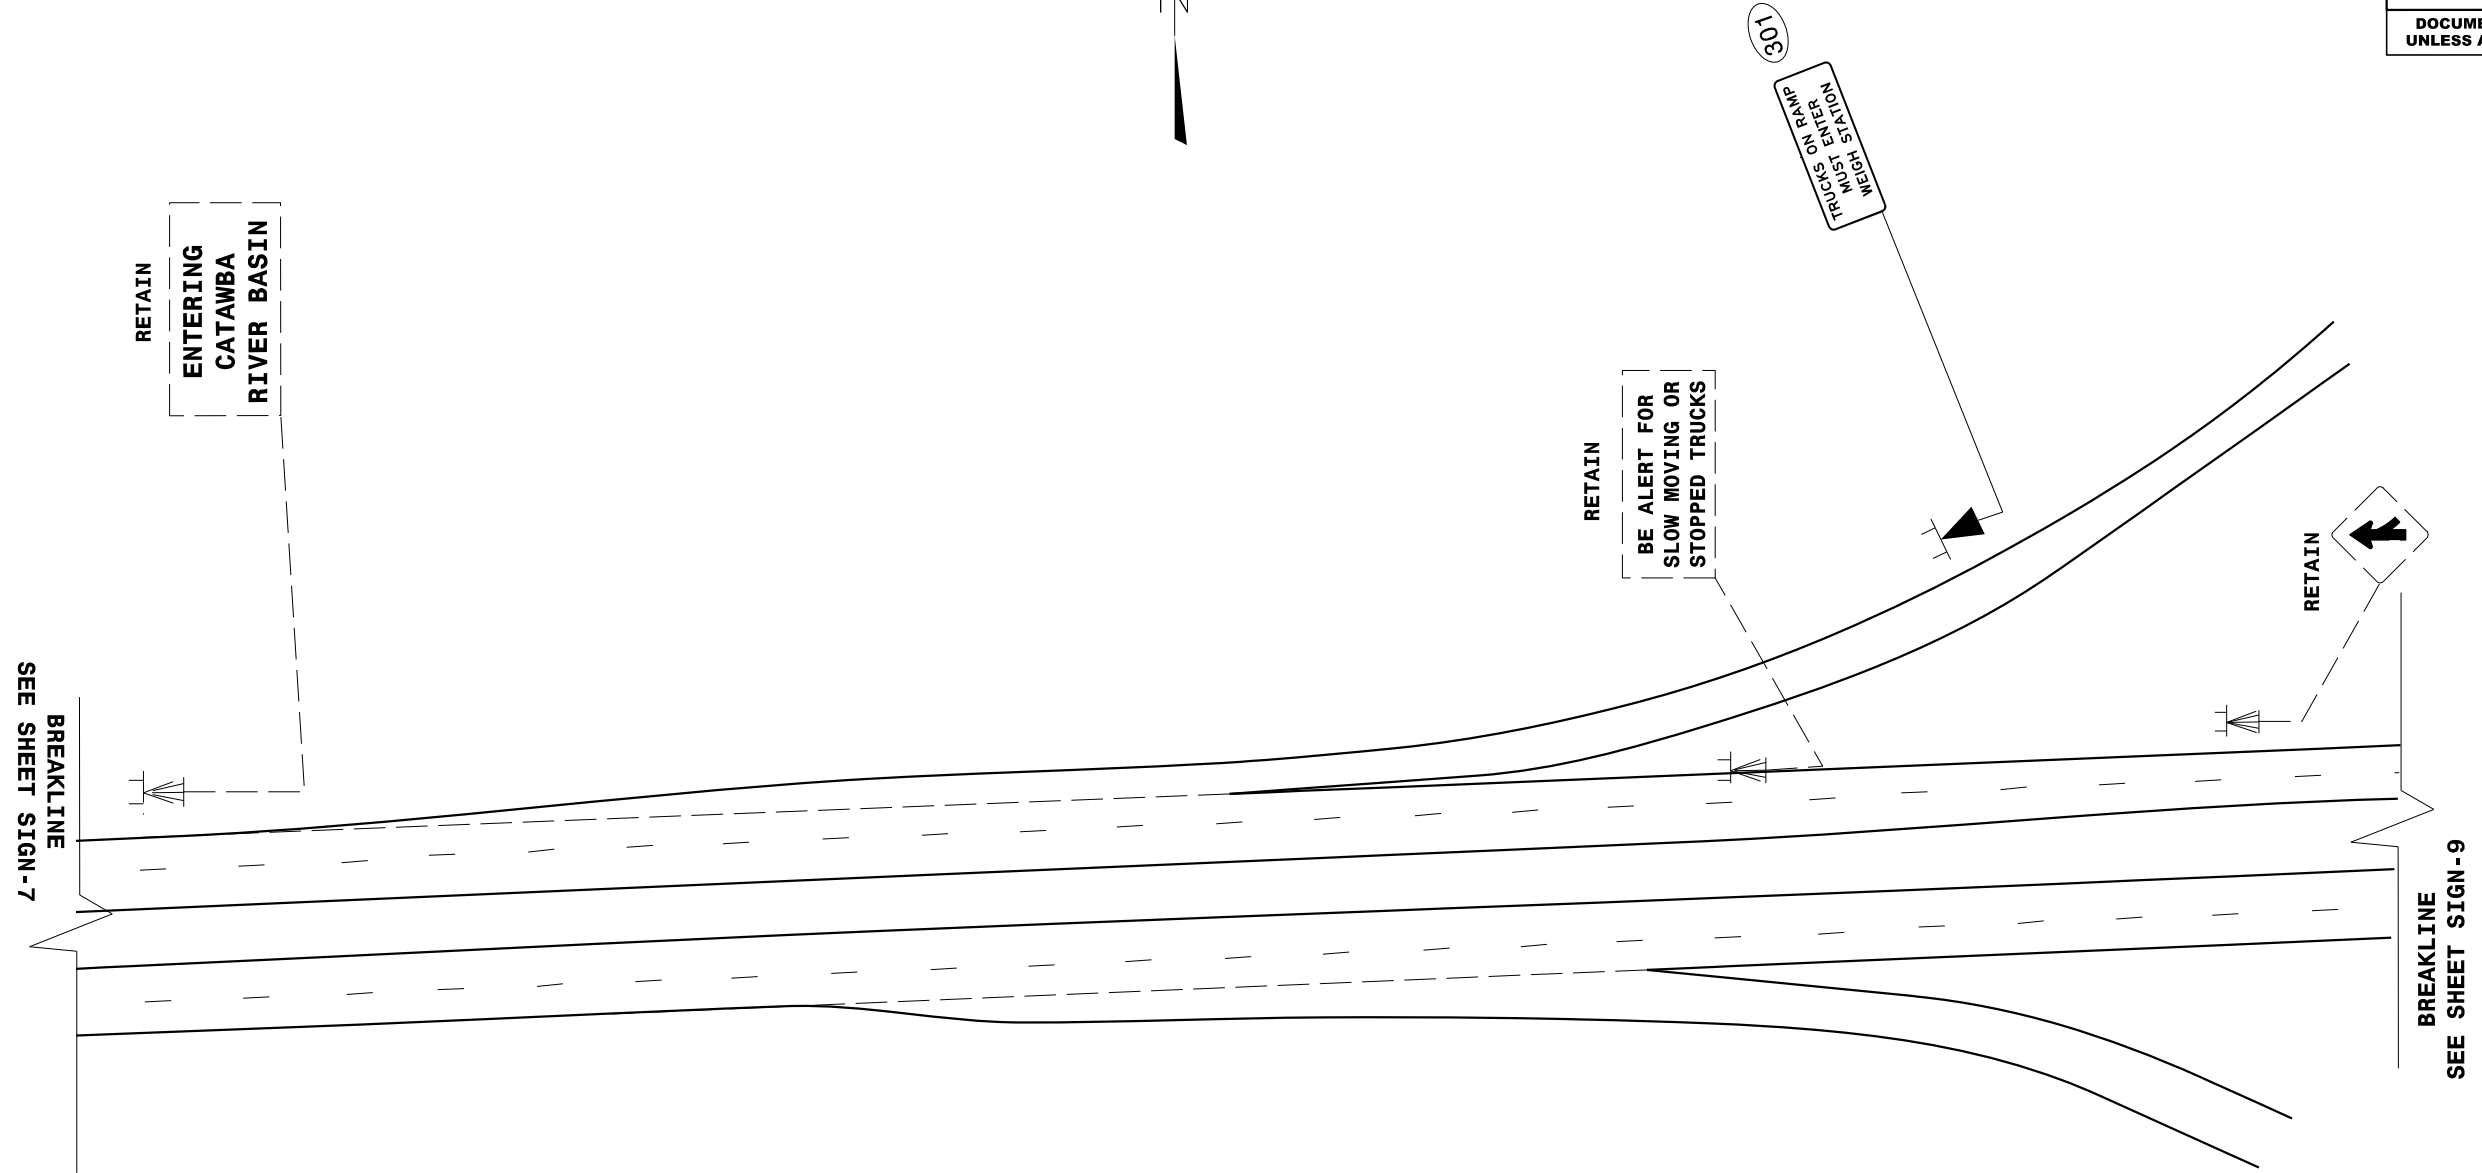 DOCUME
UNLESS A
301
TRUCKS ON RAMP
MUST ENTER
WEIGH STATION
RETAIN
ENTERING
CATAWBA
RIVER BASIN
RETAIN
BE ALERT FOR
SLOW MOVING OR
STOPPED TRUCKS
RETAIN
BREAKLINE
SEE SHEET SIGN-7
BREAKLINE
SEE SHEET SIGN-9